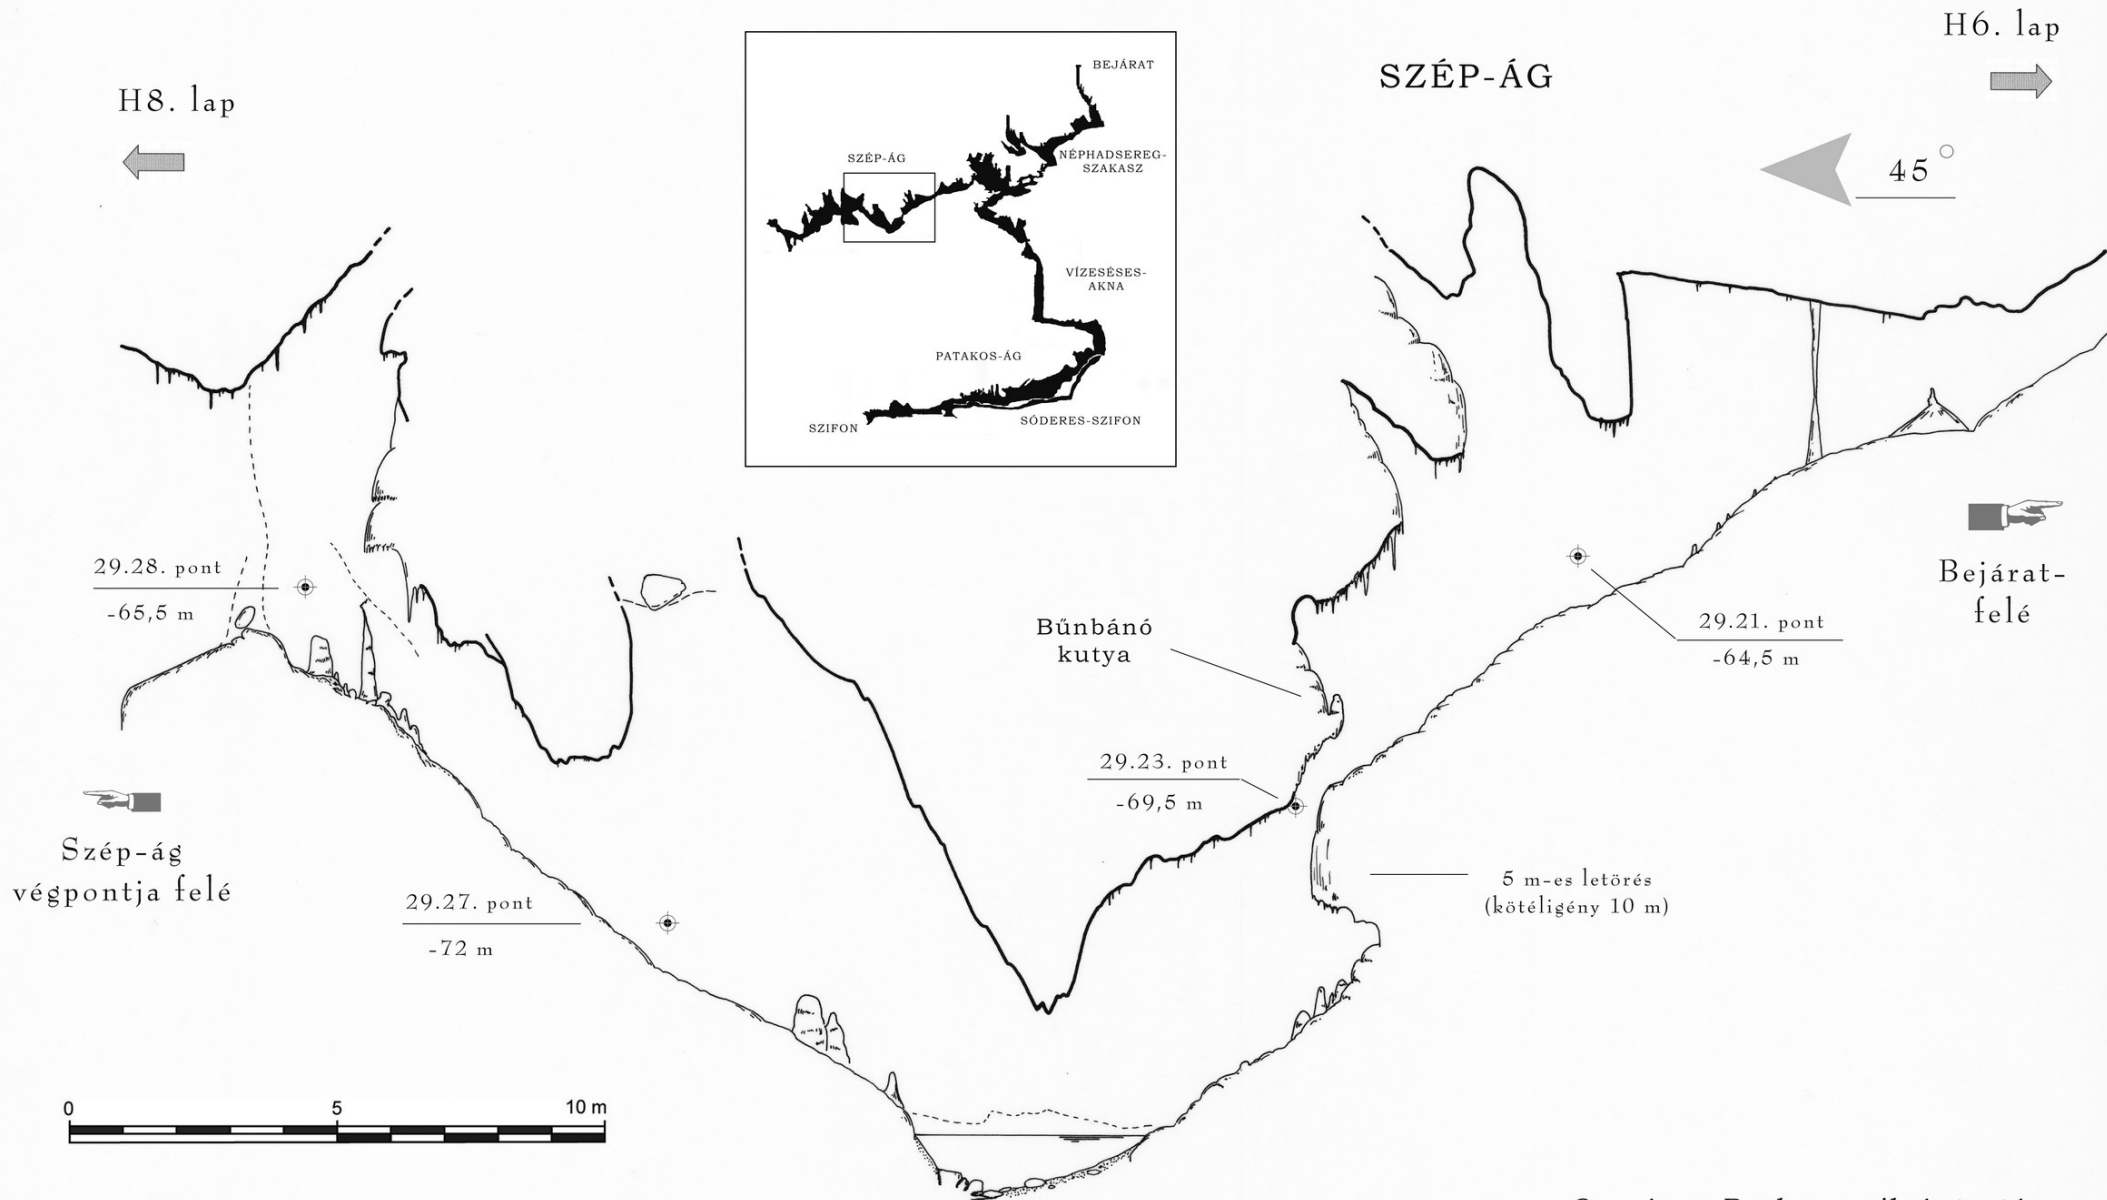 H8. lap
H6. lap
SZÉP-ÁG
45°
BEJÁRAT
NÉPHADSEREG-
SZAKASZ
SZÉP-ÁG
VÍZESÉSES-
AKNA
PATAKOS-ÁG
SZIFON
SÓDERES-SZIFON
29.28. pont
-65,5 m
Bejárat-
felé
29.21. pont
-64,5 m
Bűnbánó
kutya
29.23. pont
-69,5 m
Szép-ág
végpontja felé
5 m-es letörés
(kötéligény 10 m)
29.27. pont
-72 m
0 5 10 m